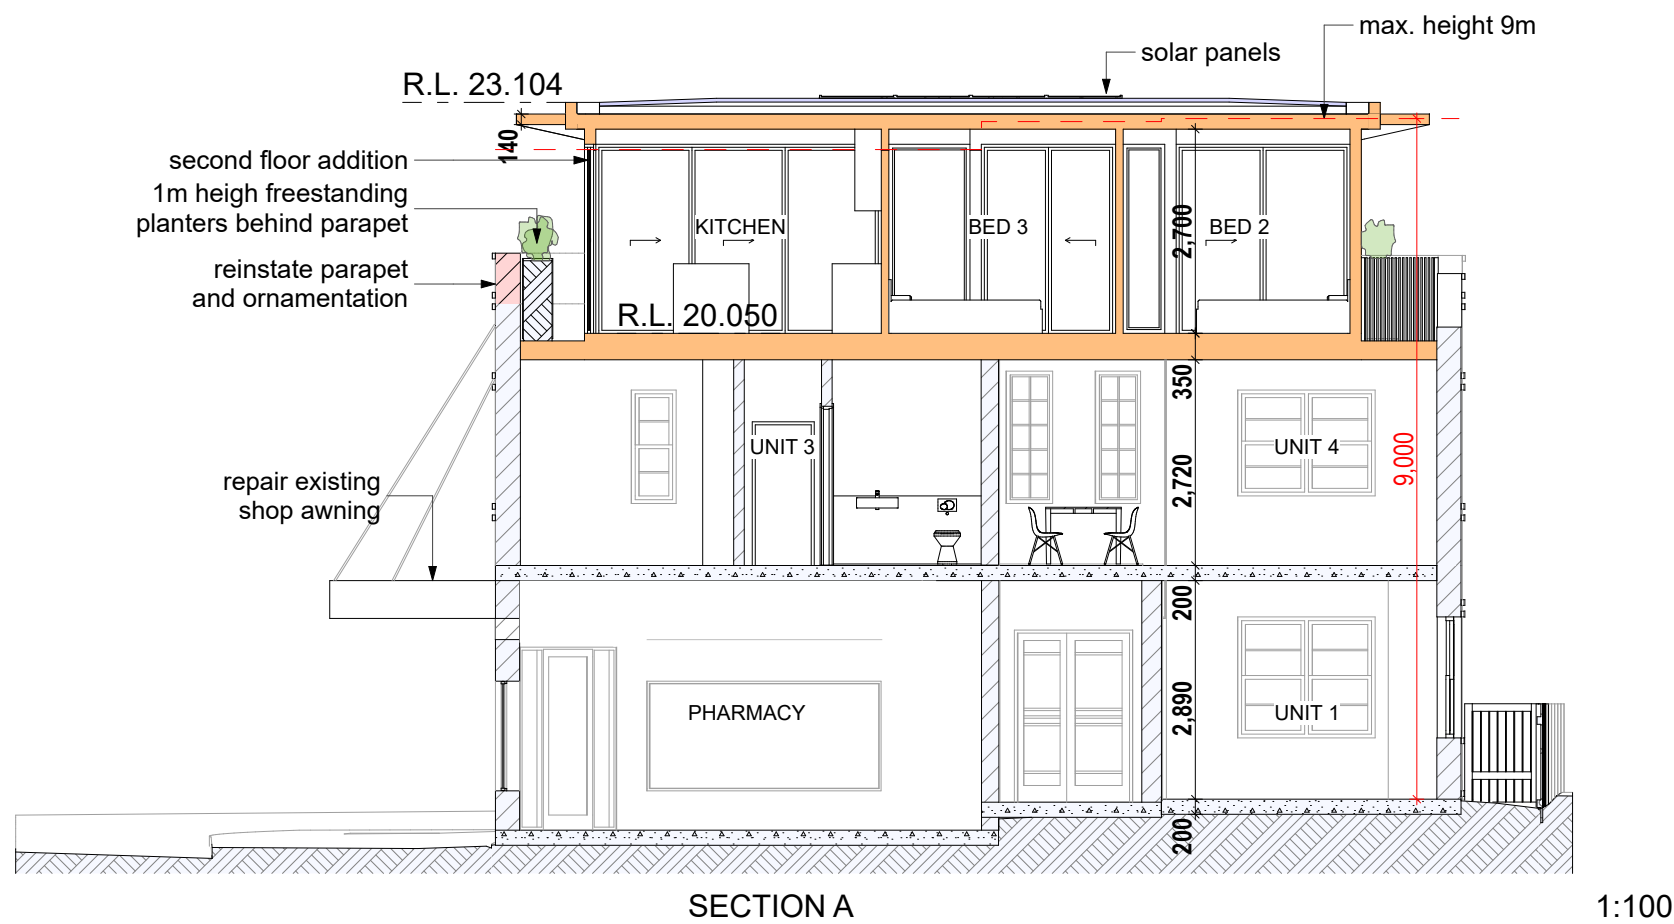 max. height 9m
solar panels
R.L. 23.104
140
second floor addition
1m heigh freestanding
planters behind parapet
KITCHEN
BED 3
2,700
BED 2
reinstate parapet
and ornamentation
R.L. 20.050
350
UNIT 3
UNIT 4
9,000
2,720
repair existing
shop awning
200
2,890
PHARMACY
UNIT 1
200
SECTION A
1:100